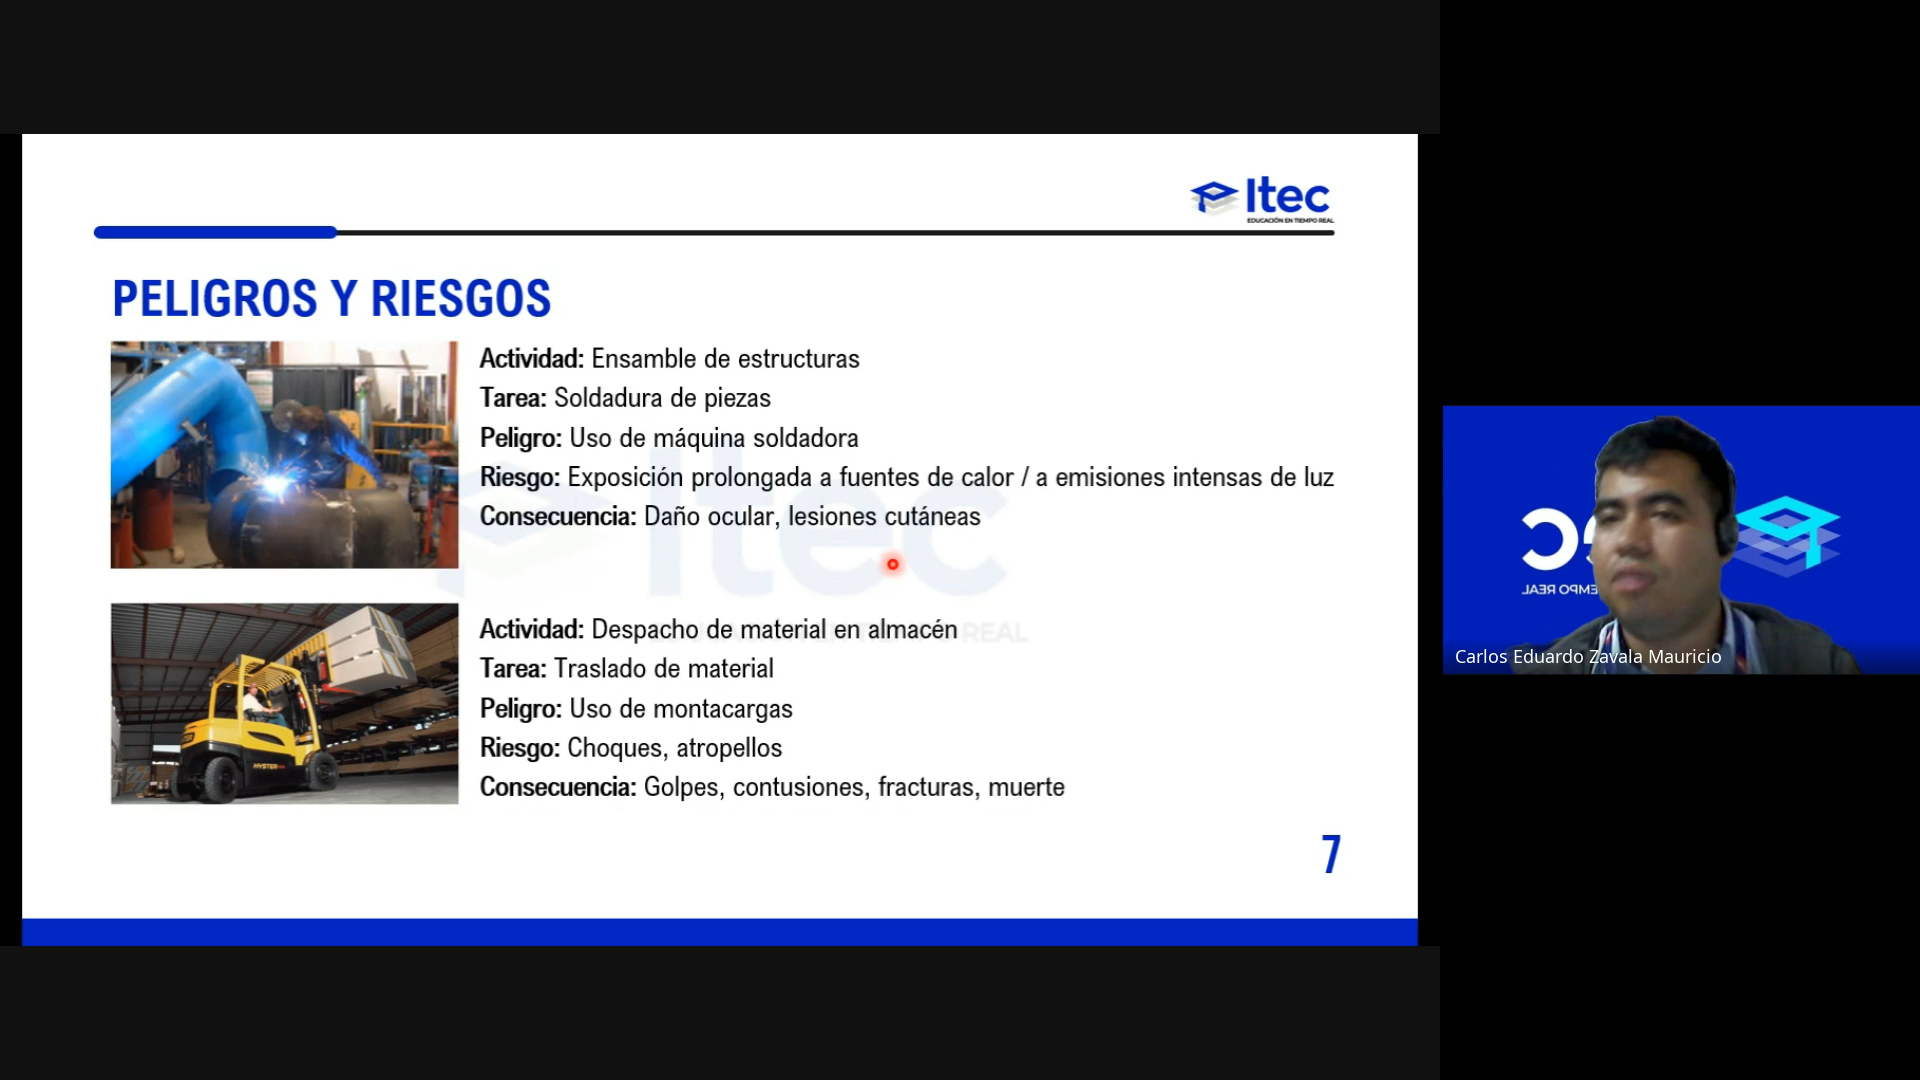 Itec
EDUCACIÓN EN TIEMPO REAL
PELIGROS Y RIESGOS
Actividad: Ensamble de estructuras
Tarea: Soldadura de piezas
Peligro: Uso de máquina soldadora
Riesgo: Exposición prolongada a fuentes de calor / a emisiones intensas de luz
Consecuencia: Daño ocular, lesiones cutáneas
Actividad: Despacho de material en almacén
Tarea: Traslado de material
Peligro: Uso de montacargas
Riesgo: Choques, atropellos
Consecuencia: Golpes, contusiones, fracturas, muerte
HYSTER
7
Carlos Eduardo Zavala Mauricio